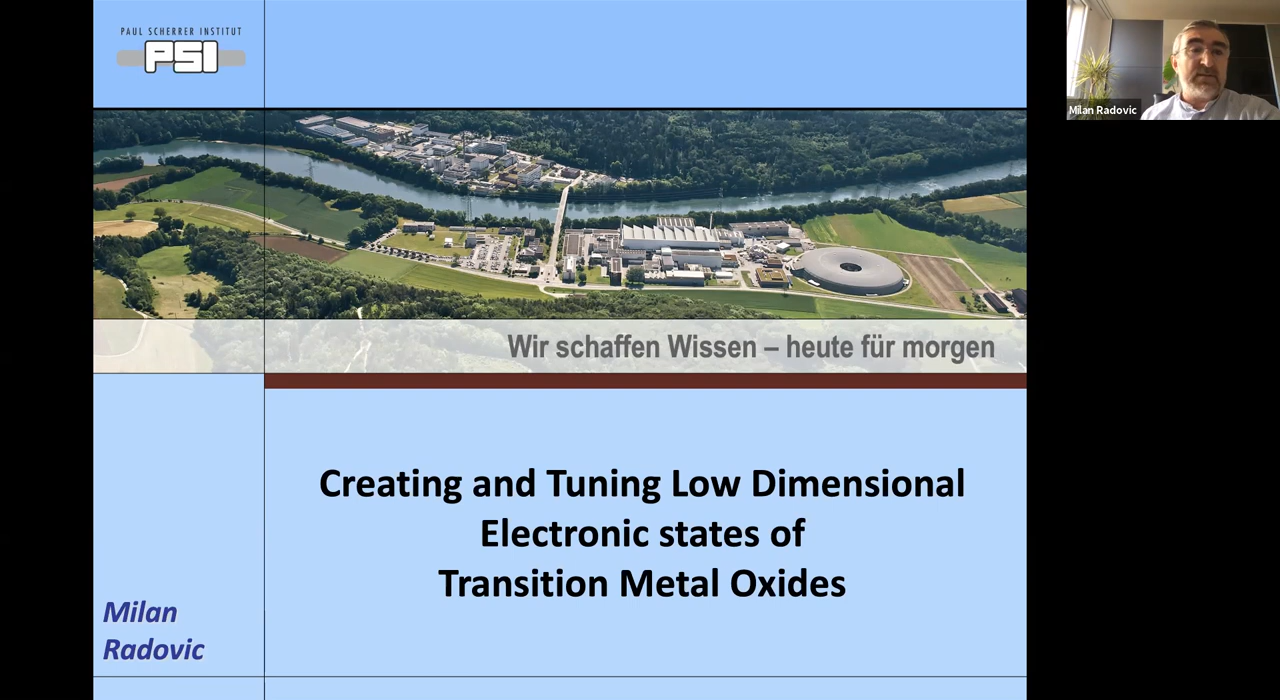 PAUL SCHERRER INSTITUT
PSI
Milan Radovic
Wir schaffen Wissen – heute für morgen
Creating and Tuning Low Dimensional
Electronic states of
Transition Metal Oxides
Milan
Radovic